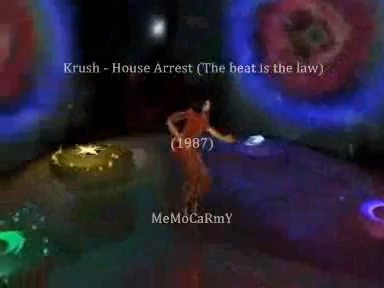 Krush - House Arrest (The beat is the law)
(1987)
MeMoCaRmY